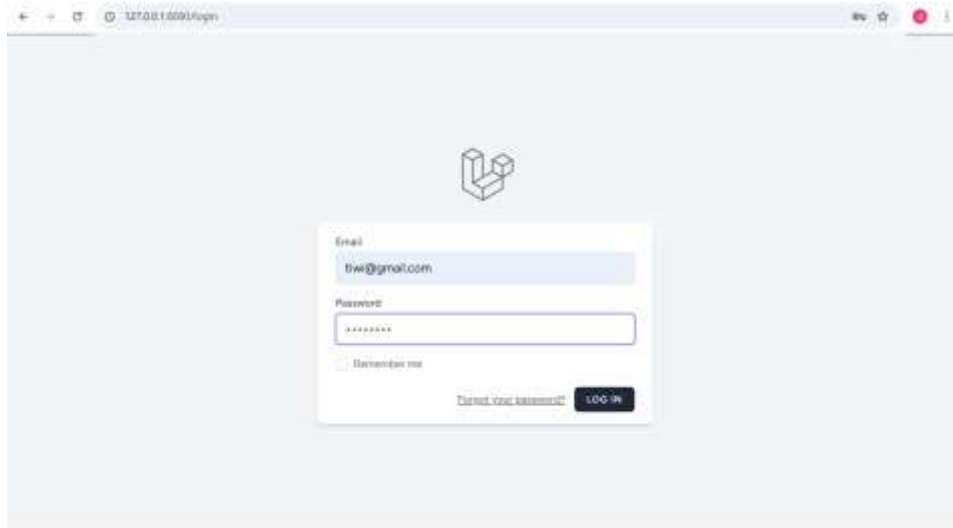 127.0.0.1:8000/login
Email
tiwi@gmail.com
Password
Remember me
Forgot your password?
LOG IN